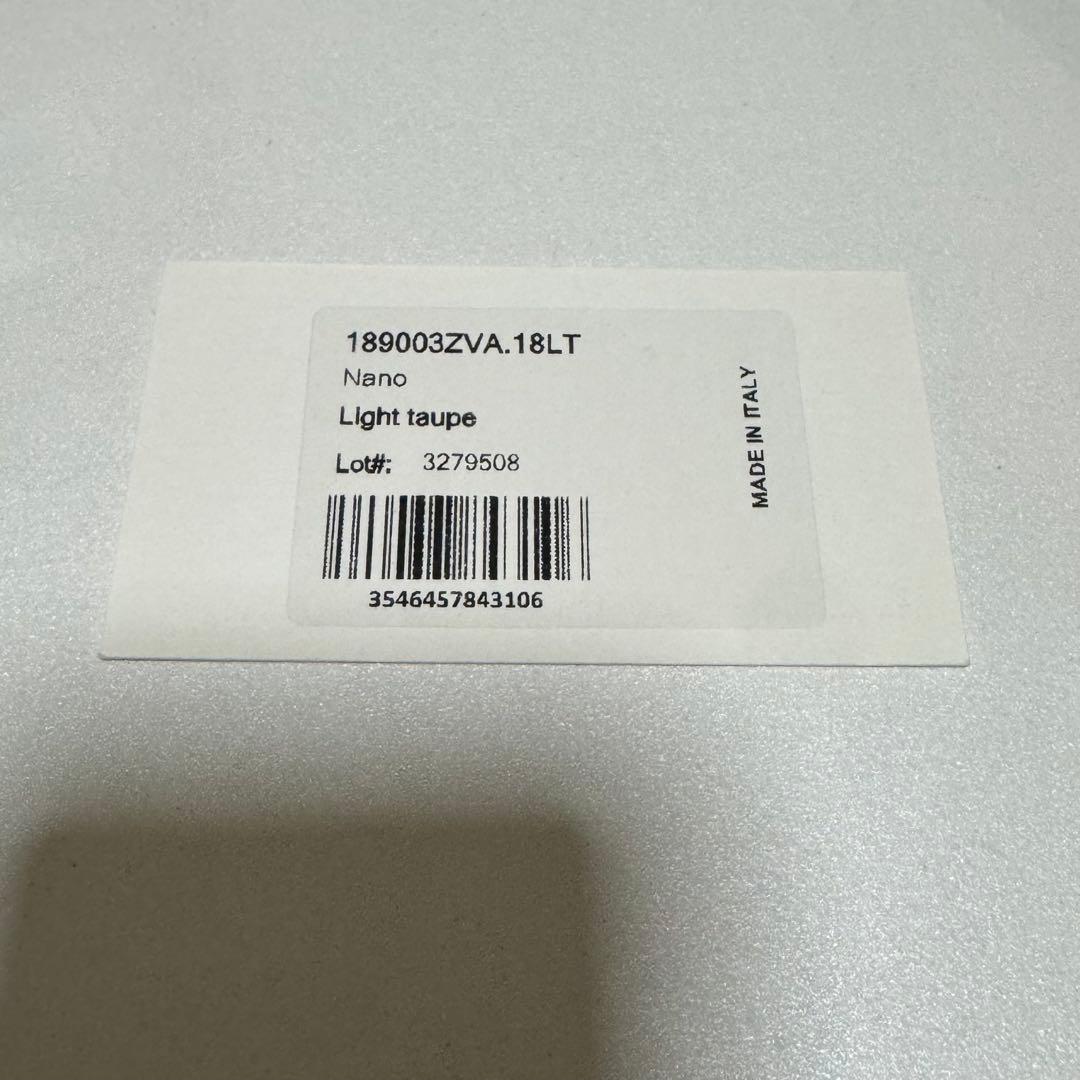 189003ZVA.18LT
Nano
Light taupe
Lot#: 3279508
3546457843106
MADE IN ITALY